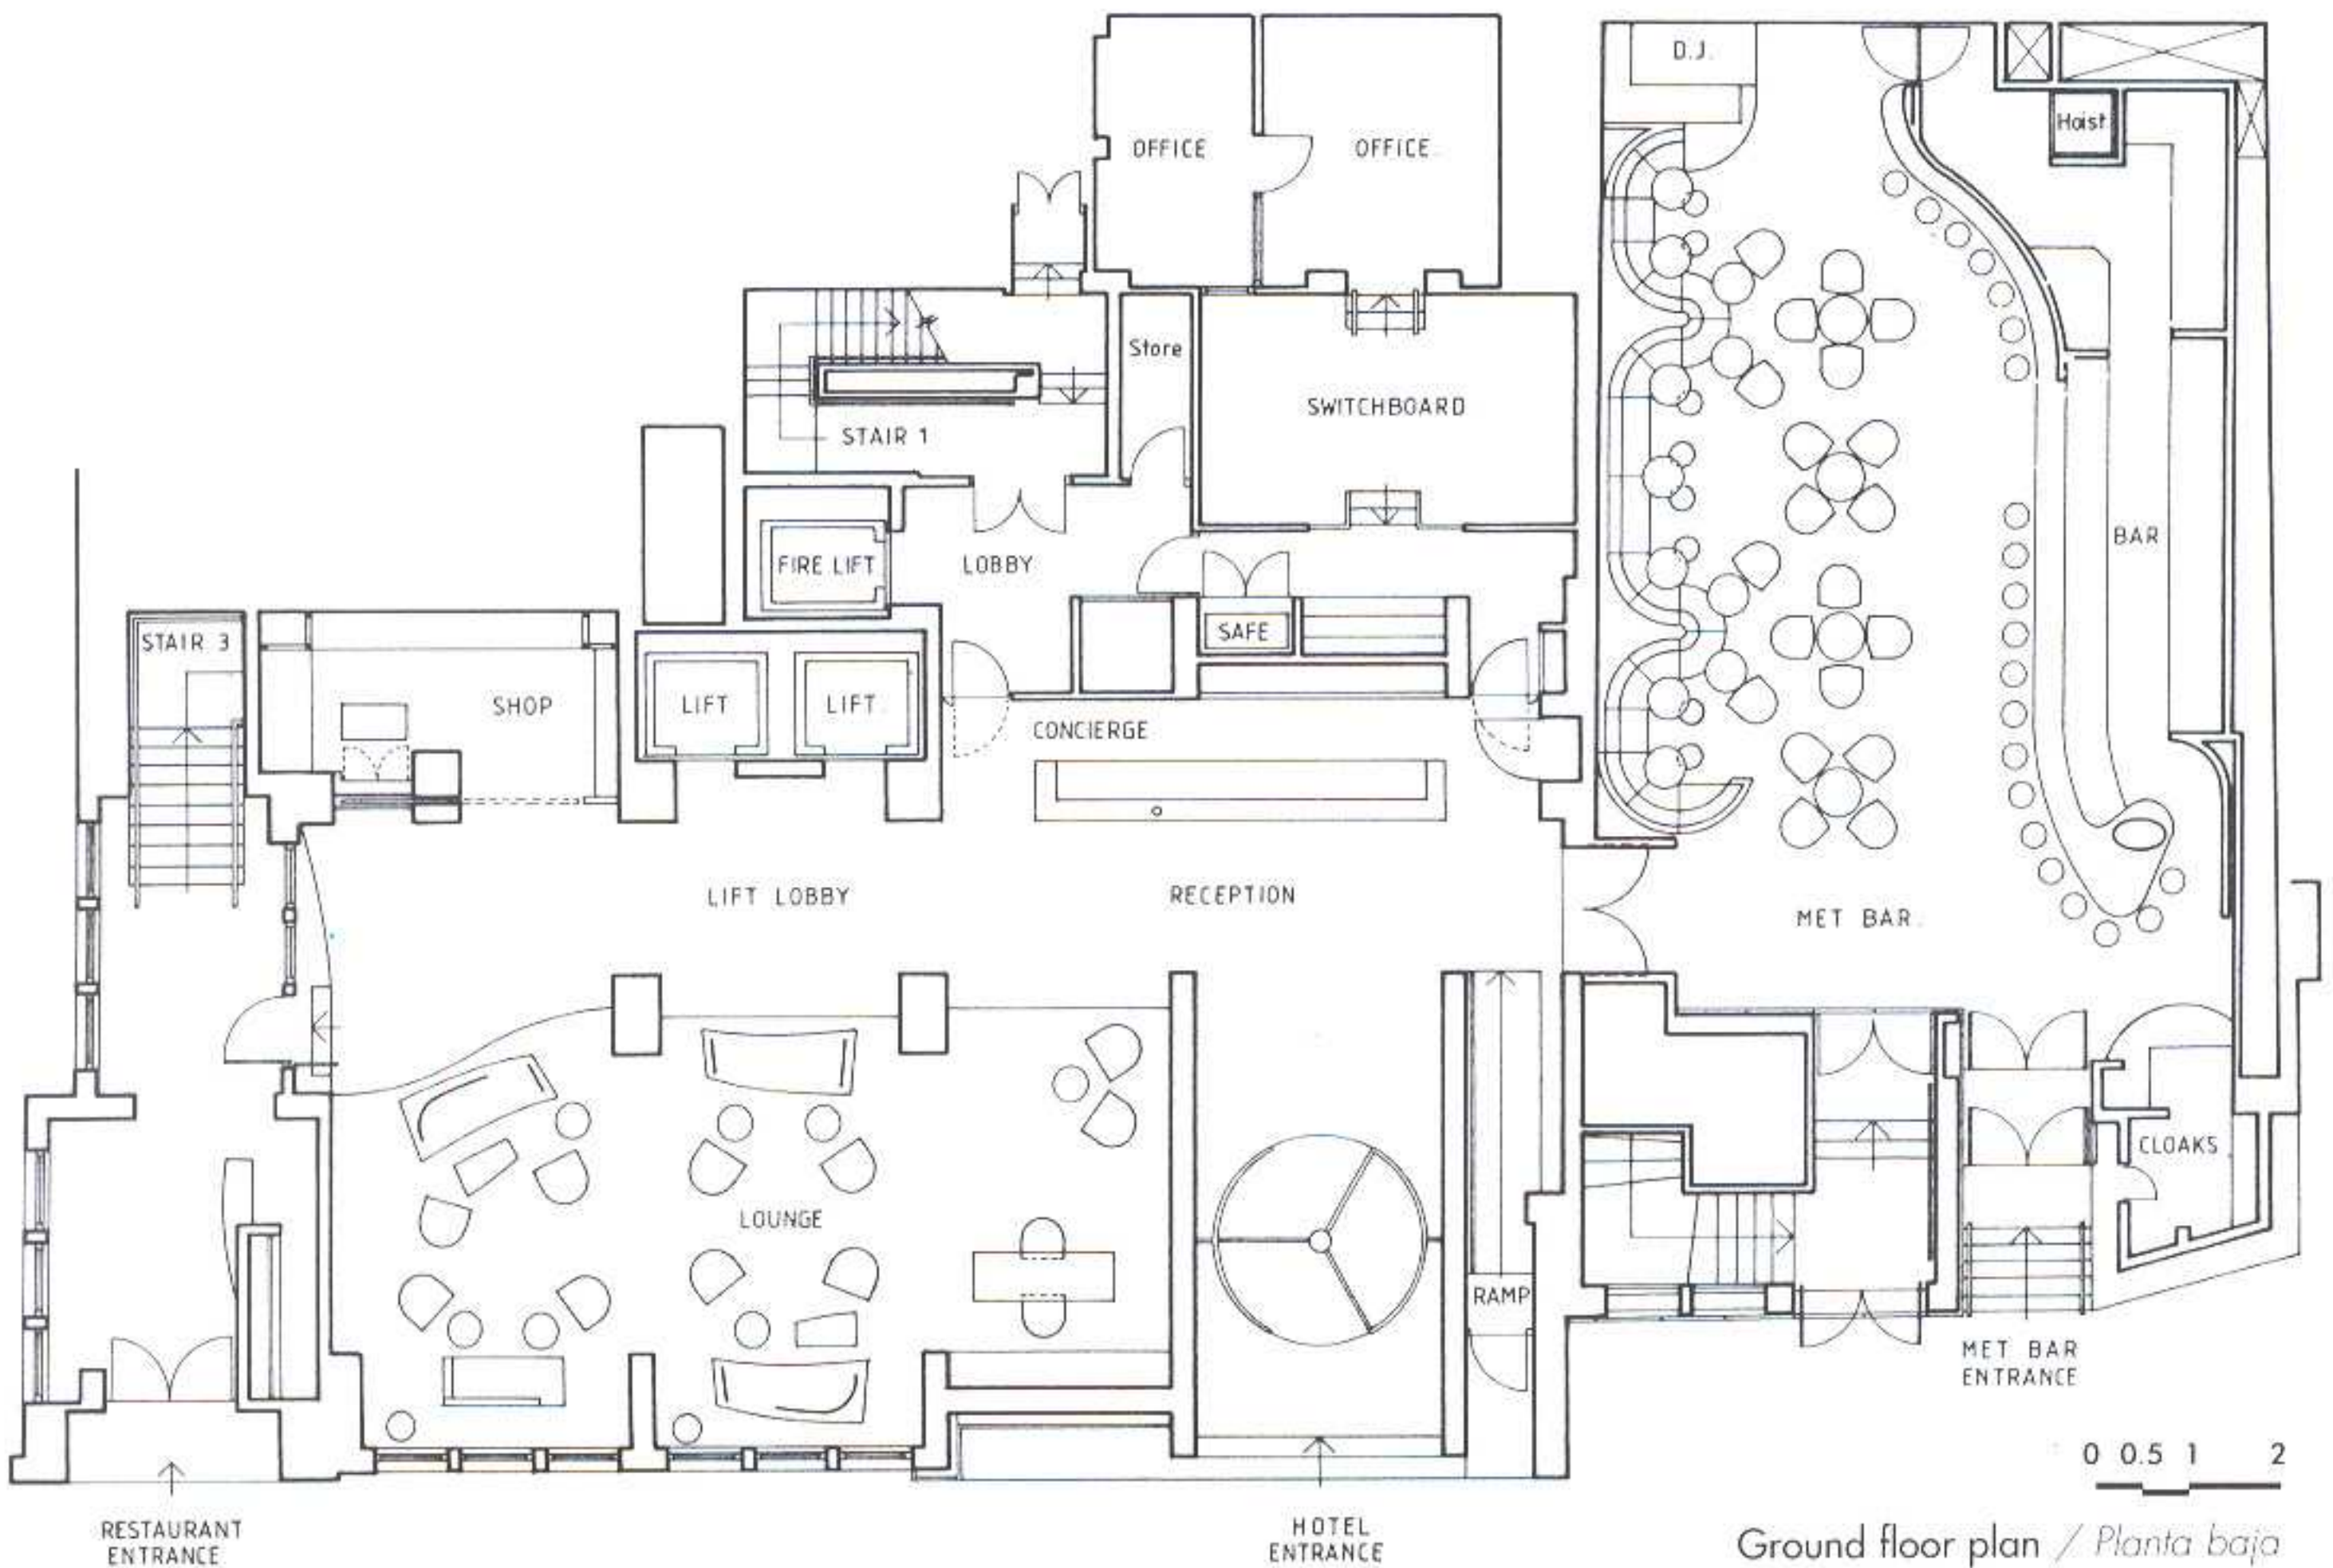 D.J.
Hoist
OFFICE
OFFICE
Store
SWITCHBOARD
STAIR 1
BAR
FIRE LIFT
LOBBY
SAFE
STAIR 3
SHOP
LIFT
LIFT
CONCIERGE
LIFT LOBBY
RECEPTION
MET BAR
CLOAKS
LOUNGE
RAMP
MET BAR
ENTRANCE
0 0.5 1 2
RESTAURANT
ENTRANCE
HOTEL
ENTRANCE
Ground floor plan / Planta baja